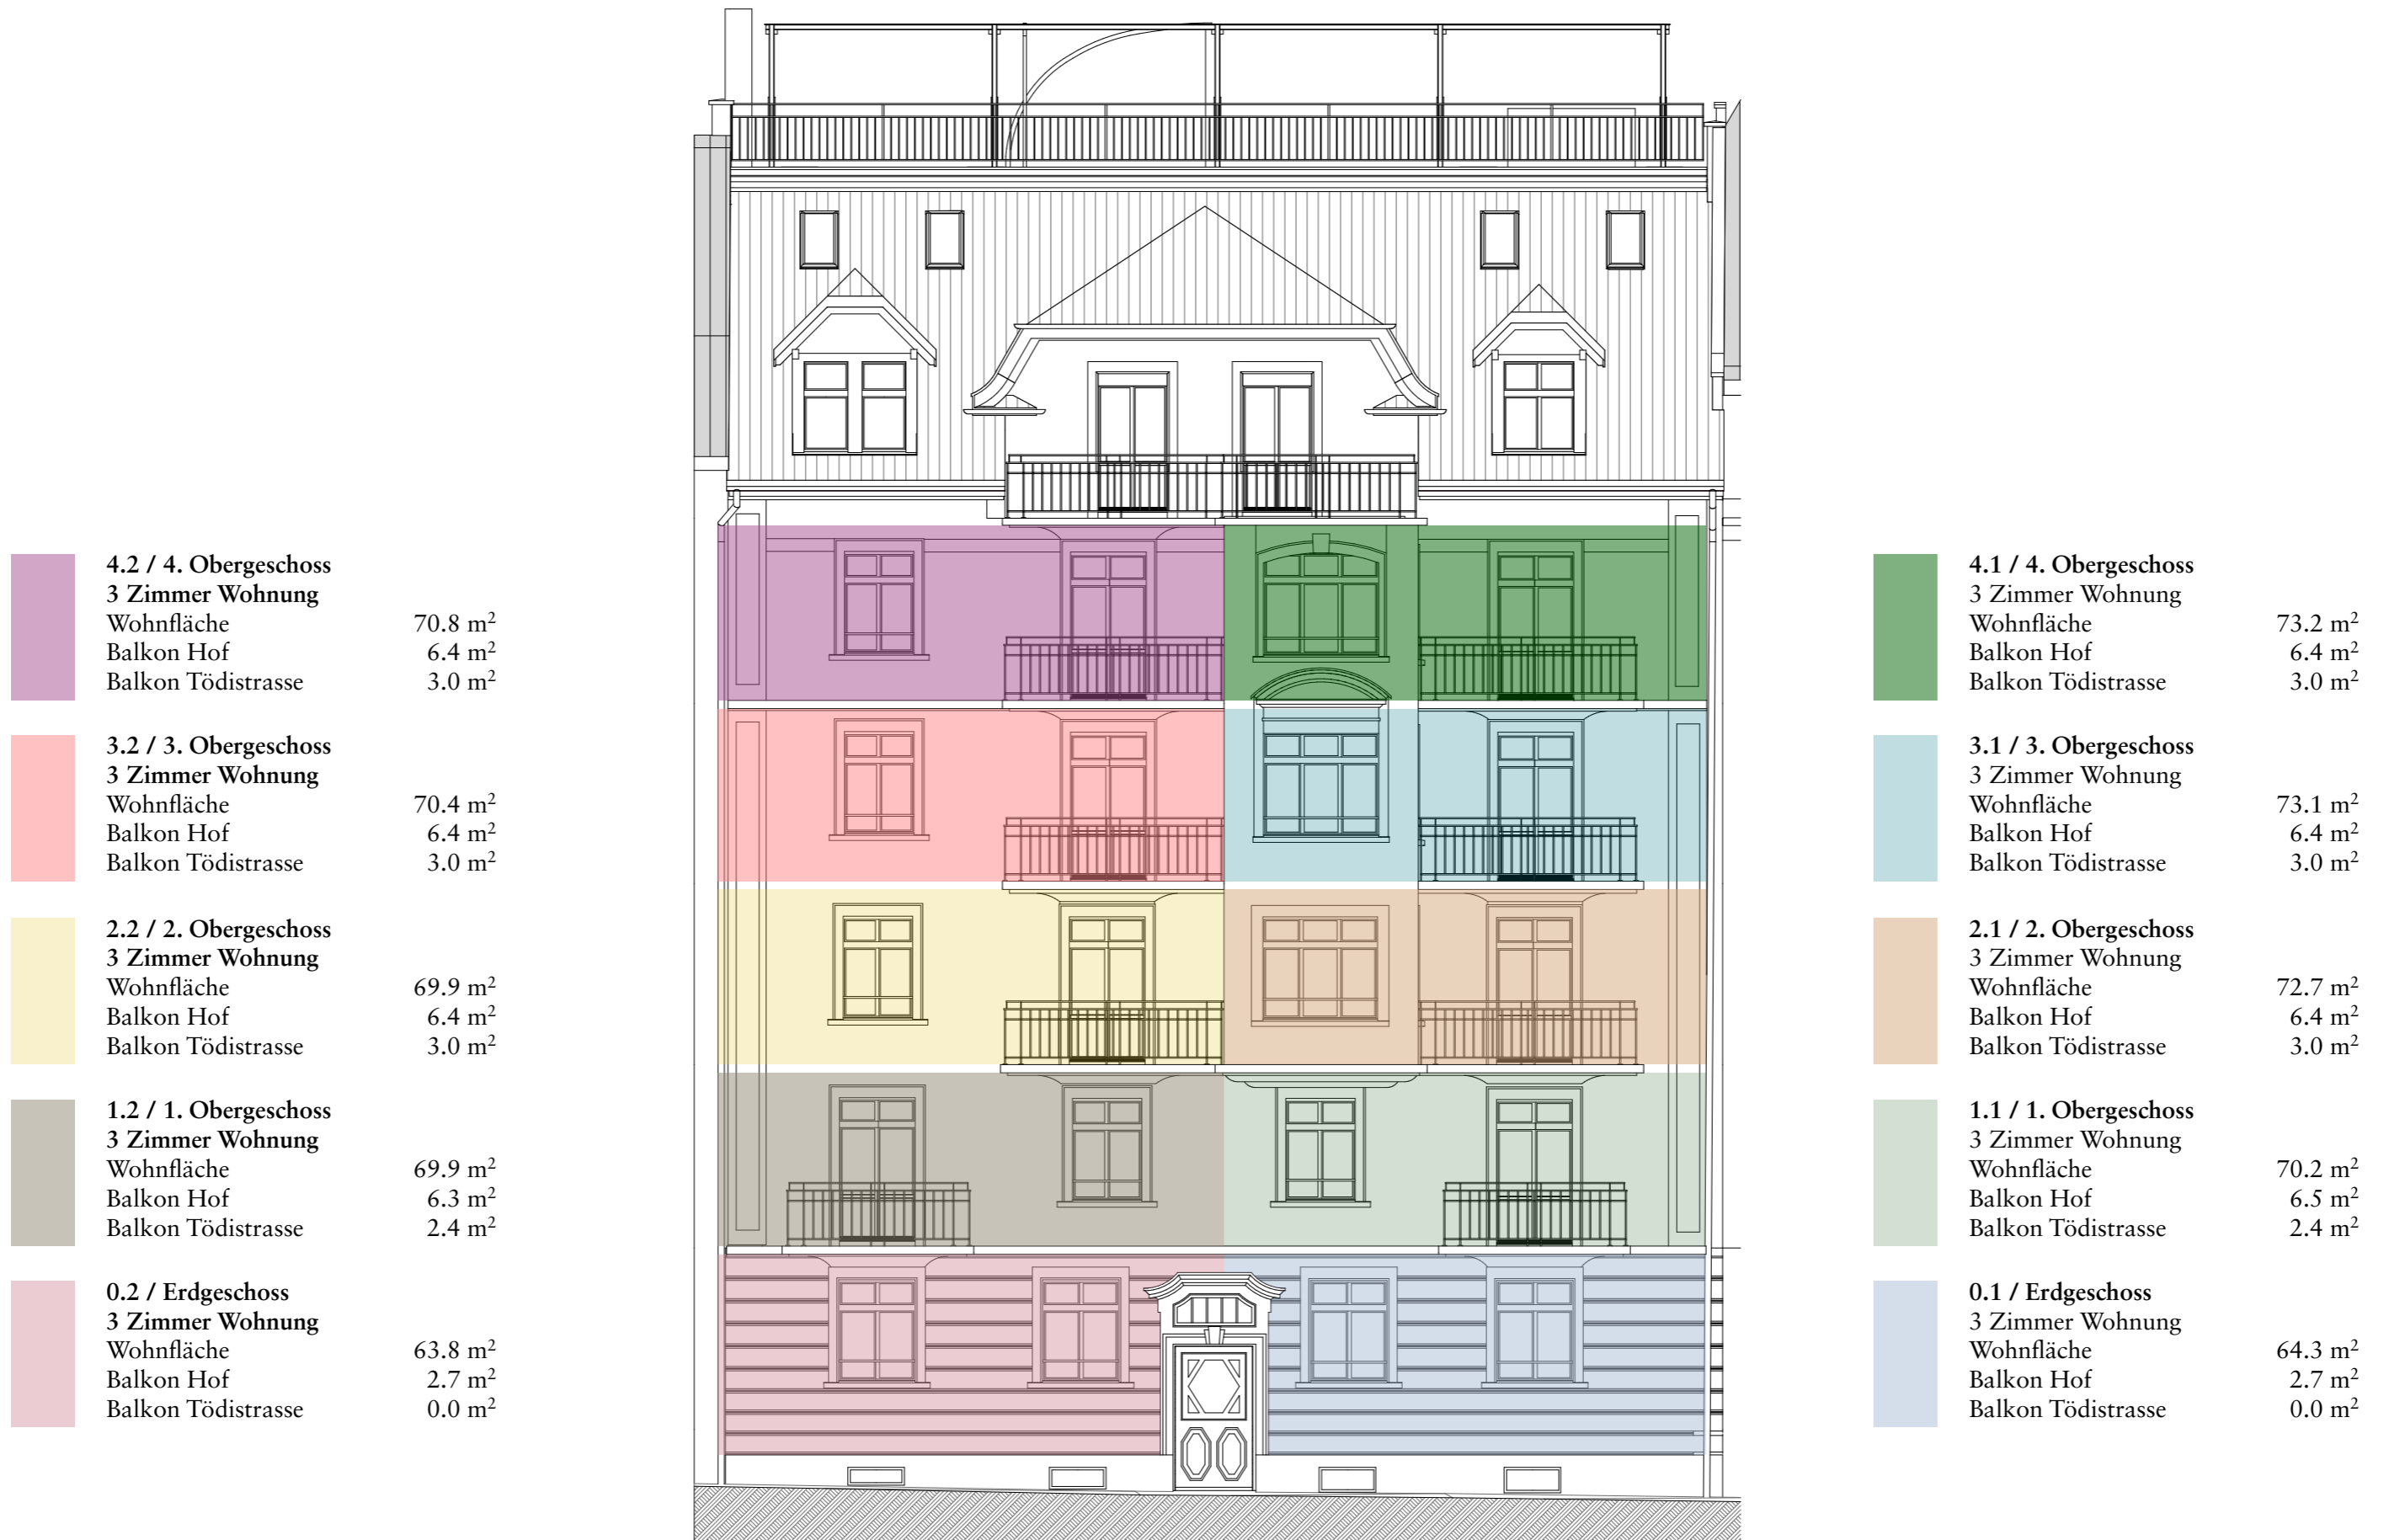 4.2 / 4. Obergeschoss
3 Zimmer Wohnung
Wohnfläche 70.8 m²
Balkon Hof 6.4 m²
Balkon Tödistrasse 3.0 m²
3.2 / 3. Obergeschoss
3 Zimmer Wohnung
Wohnfläche 70.4 m²
Balkon Hof 6.4 m²
Balkon Tödistrasse 3.0 m²
2.2 / 2. Obergeschoss
3 Zimmer Wohnung
Wohnfläche 69.9 m²
Balkon Hof 6.4 m²
Balkon Tödistrasse 3.0 m²
1.2 / 1. Obergeschoss
3 Zimmer Wohnung
Wohnfläche 69.9 m²
Balkon Hof 6.3 m²
Balkon Tödistrasse 2.4 m²
0.2 / Erdgeschoss
3 Zimmer Wohnung
Wohnfläche 63.8 m²
Balkon Hof 2.7 m²
Balkon Tödistrasse 0.0 m²
4.1 / 4. Obergeschoss
3 Zimmer Wohnung
Wohnfläche 73.2 m²
Balkon Hof 6.4 m²
Balkon Tödistrasse 3.0 m²
3.1 / 3. Obergeschoss
3 Zimmer Wohnung
Wohnfläche 73.1 m²
Balkon Hof 6.4 m²
Balkon Tödistrasse 3.0 m²
2.1 / 2. Obergeschoss
3 Zimmer Wohnung
Wohnfläche 72.7 m²
Balkon Hof 6.4 m²
Balkon Tödistrasse 3.0 m²
1.1 / 1. Obergeschoss
3 Zimmer Wohnung
Wohnfläche 70.2 m²
Balkon Hof 6.5 m²
Balkon Tödistrasse 2.4 m²
0.1 / Erdgeschoss
3 Zimmer Wohnung
Wohnfläche 64.3 m²
Balkon Hof 2.7 m²
Balkon Tödistrasse 0.0 m²